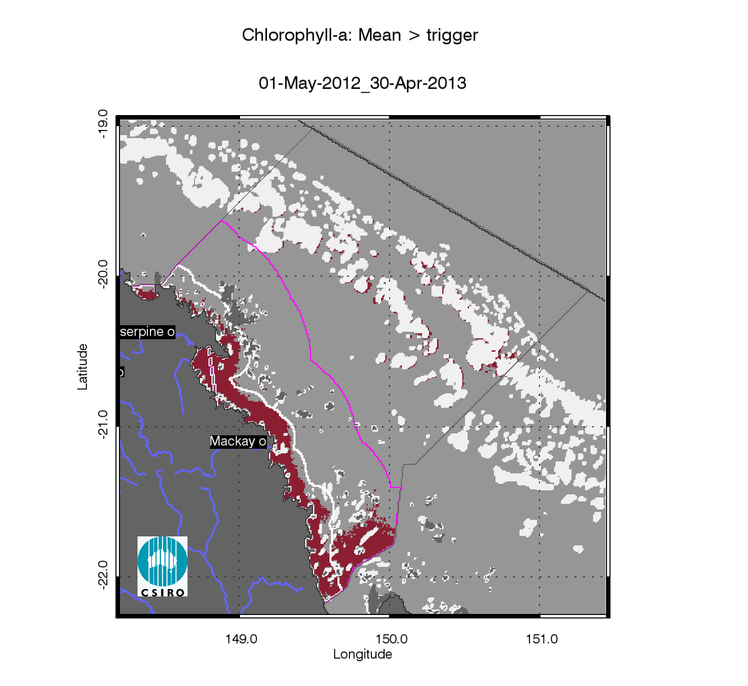 Chlorophyll-a: Mean > trigger
01-May-2012_30-Apr-2013
-19.0
-20.0
serpine o
Latitude
-21.0
Mackay o
-22.0
CSIRO
149.0 150.0 151.0
Longitude